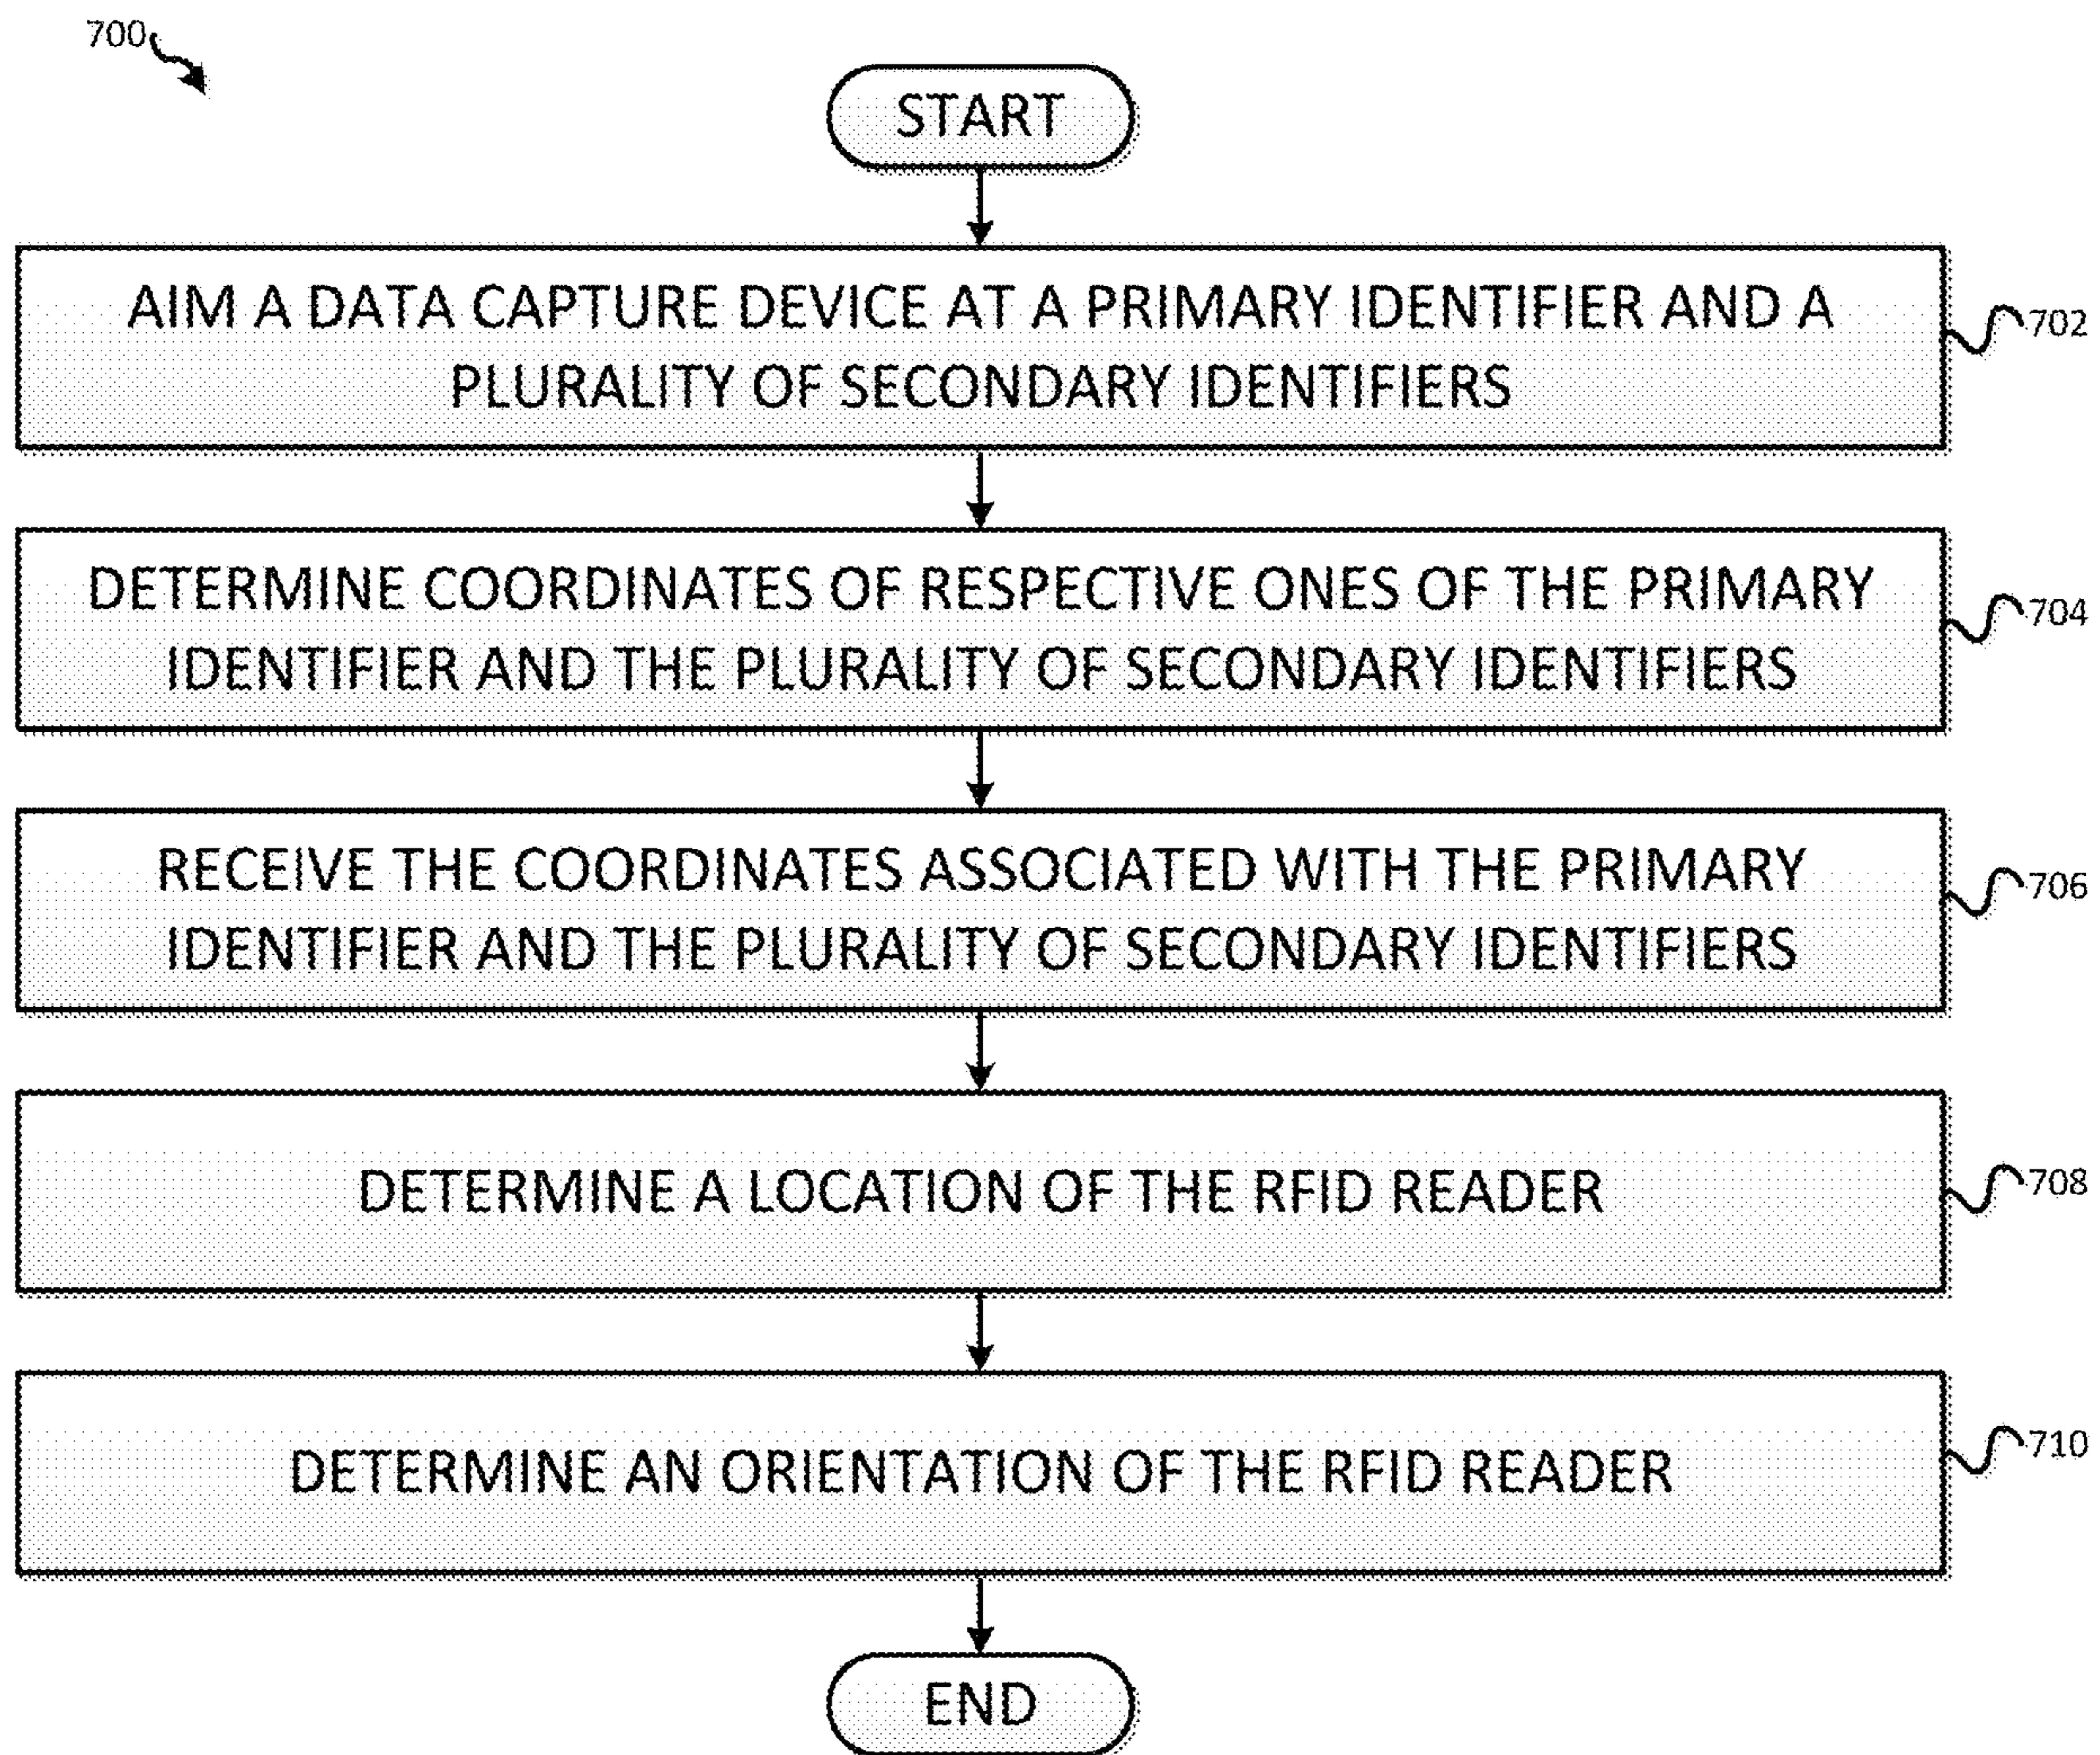 700
START
AIM A DATA CAPTURE DEVICE AT A PRIMARY IDENTIFIER AND A
PLURALITY OF SECONDARY IDENTIFIERS
702
DETERMINE COORDINATES OF RESPECTIVE ONES OF THE PRIMARY
IDENTIFIER AND THE PLURALITY OF SECONDARY IDENTIFIERS
704
RECEIVE THE COORDINATES ASSOCIATED WITH THE PRIMARY
IDENTIFIER AND THE PLURALITY OF SECONDARY IDENTIFIERS
706
DETERMINE A LOCATION OF THE RFID READER
708
DETERMINE AN ORIENTATION OF THE RFID READER
710
END